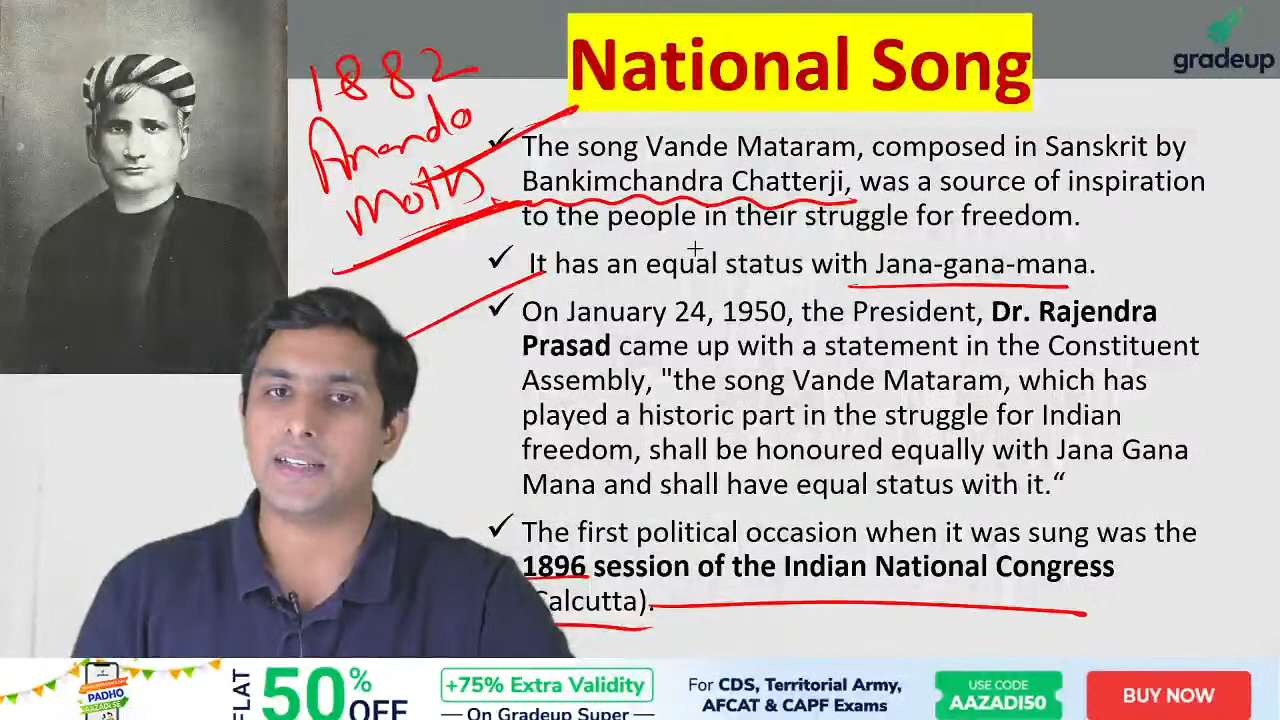 National Song
gradeup
1882
Ananda
Moth
✓ The song Vande Mataram, composed in Sanskrit by
Bankimchandra Chatterji, was a source of inspiration
to the people in their struggle for freedom.
✓ It has an equal status with Jana-gana-mana.
✓ On January 24, 1950, the President, Dr. Rajendra
Prasad came up with a statement in the Constituent
Assembly, "the song Vande Mataram, which has
played a historic part in the struggle for Indian
freedom, shall be honoured equally with Jana Gana
Mana and shall have equal status with it.“
✓ The first political occasion when it was sung was the
1896 session of the Indian National Congress
Calcutta).
PADHO
AAZADI SE
FLAT
50% OFF
+75% Extra Validity
On Gradeup Super
For CDS, Territorial Army,
AFCAT & CAPF Exams
USE CODE
AAZADI50
BUY NOW